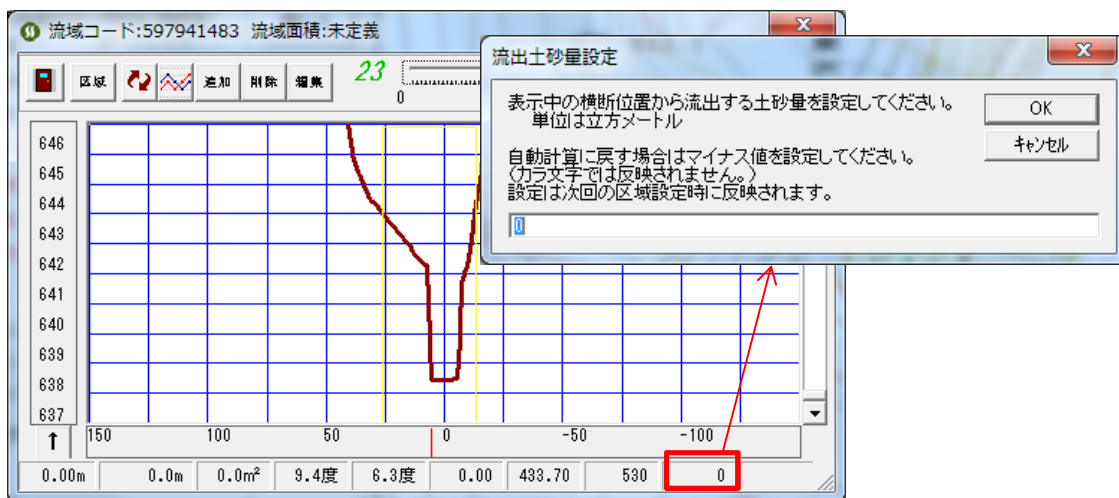 流域コード:597941483 流域面積:未定義
区域 追加 削除 編集 23
0
646
645
644
643
642
641
640
639
638
637
↑ 150 100 50 0 -50 -100
0.00m 0.0m 0.0m² 9.4度 6.3度 0.00 433.70 530 0
流出土砂量設定
表示中の横断位置から流出する土砂量を設定してください。
単位は立方メートル
自動計算に戻す場合はマイナス値を設定してください。
(カラ文字では反映されません。)
設定は次回の区域設定時に反映されます。
OK
キャンセル
0